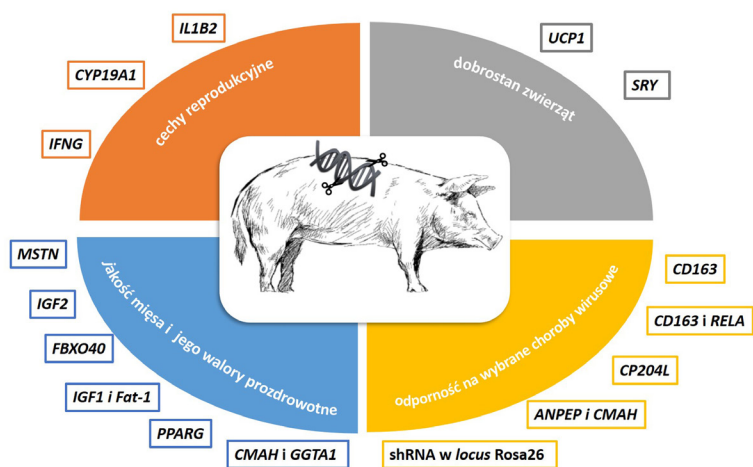 IL1B2
CYP19A1
IFNG
cechy reprodukcyjne
UCP1
SRY
dobrostan zwierząt
MSTN
IGF2
FBXO40
IGF1 i Fat-1
PPARG
CMAH i GGTA1
jakość mięsa i jego walory prozdrowotne
CD163
CD163 i RELA
CP204L
ANPEP i CMAH
shRNA w locus Rosa26
odporność na wybrane choroby wirusowe